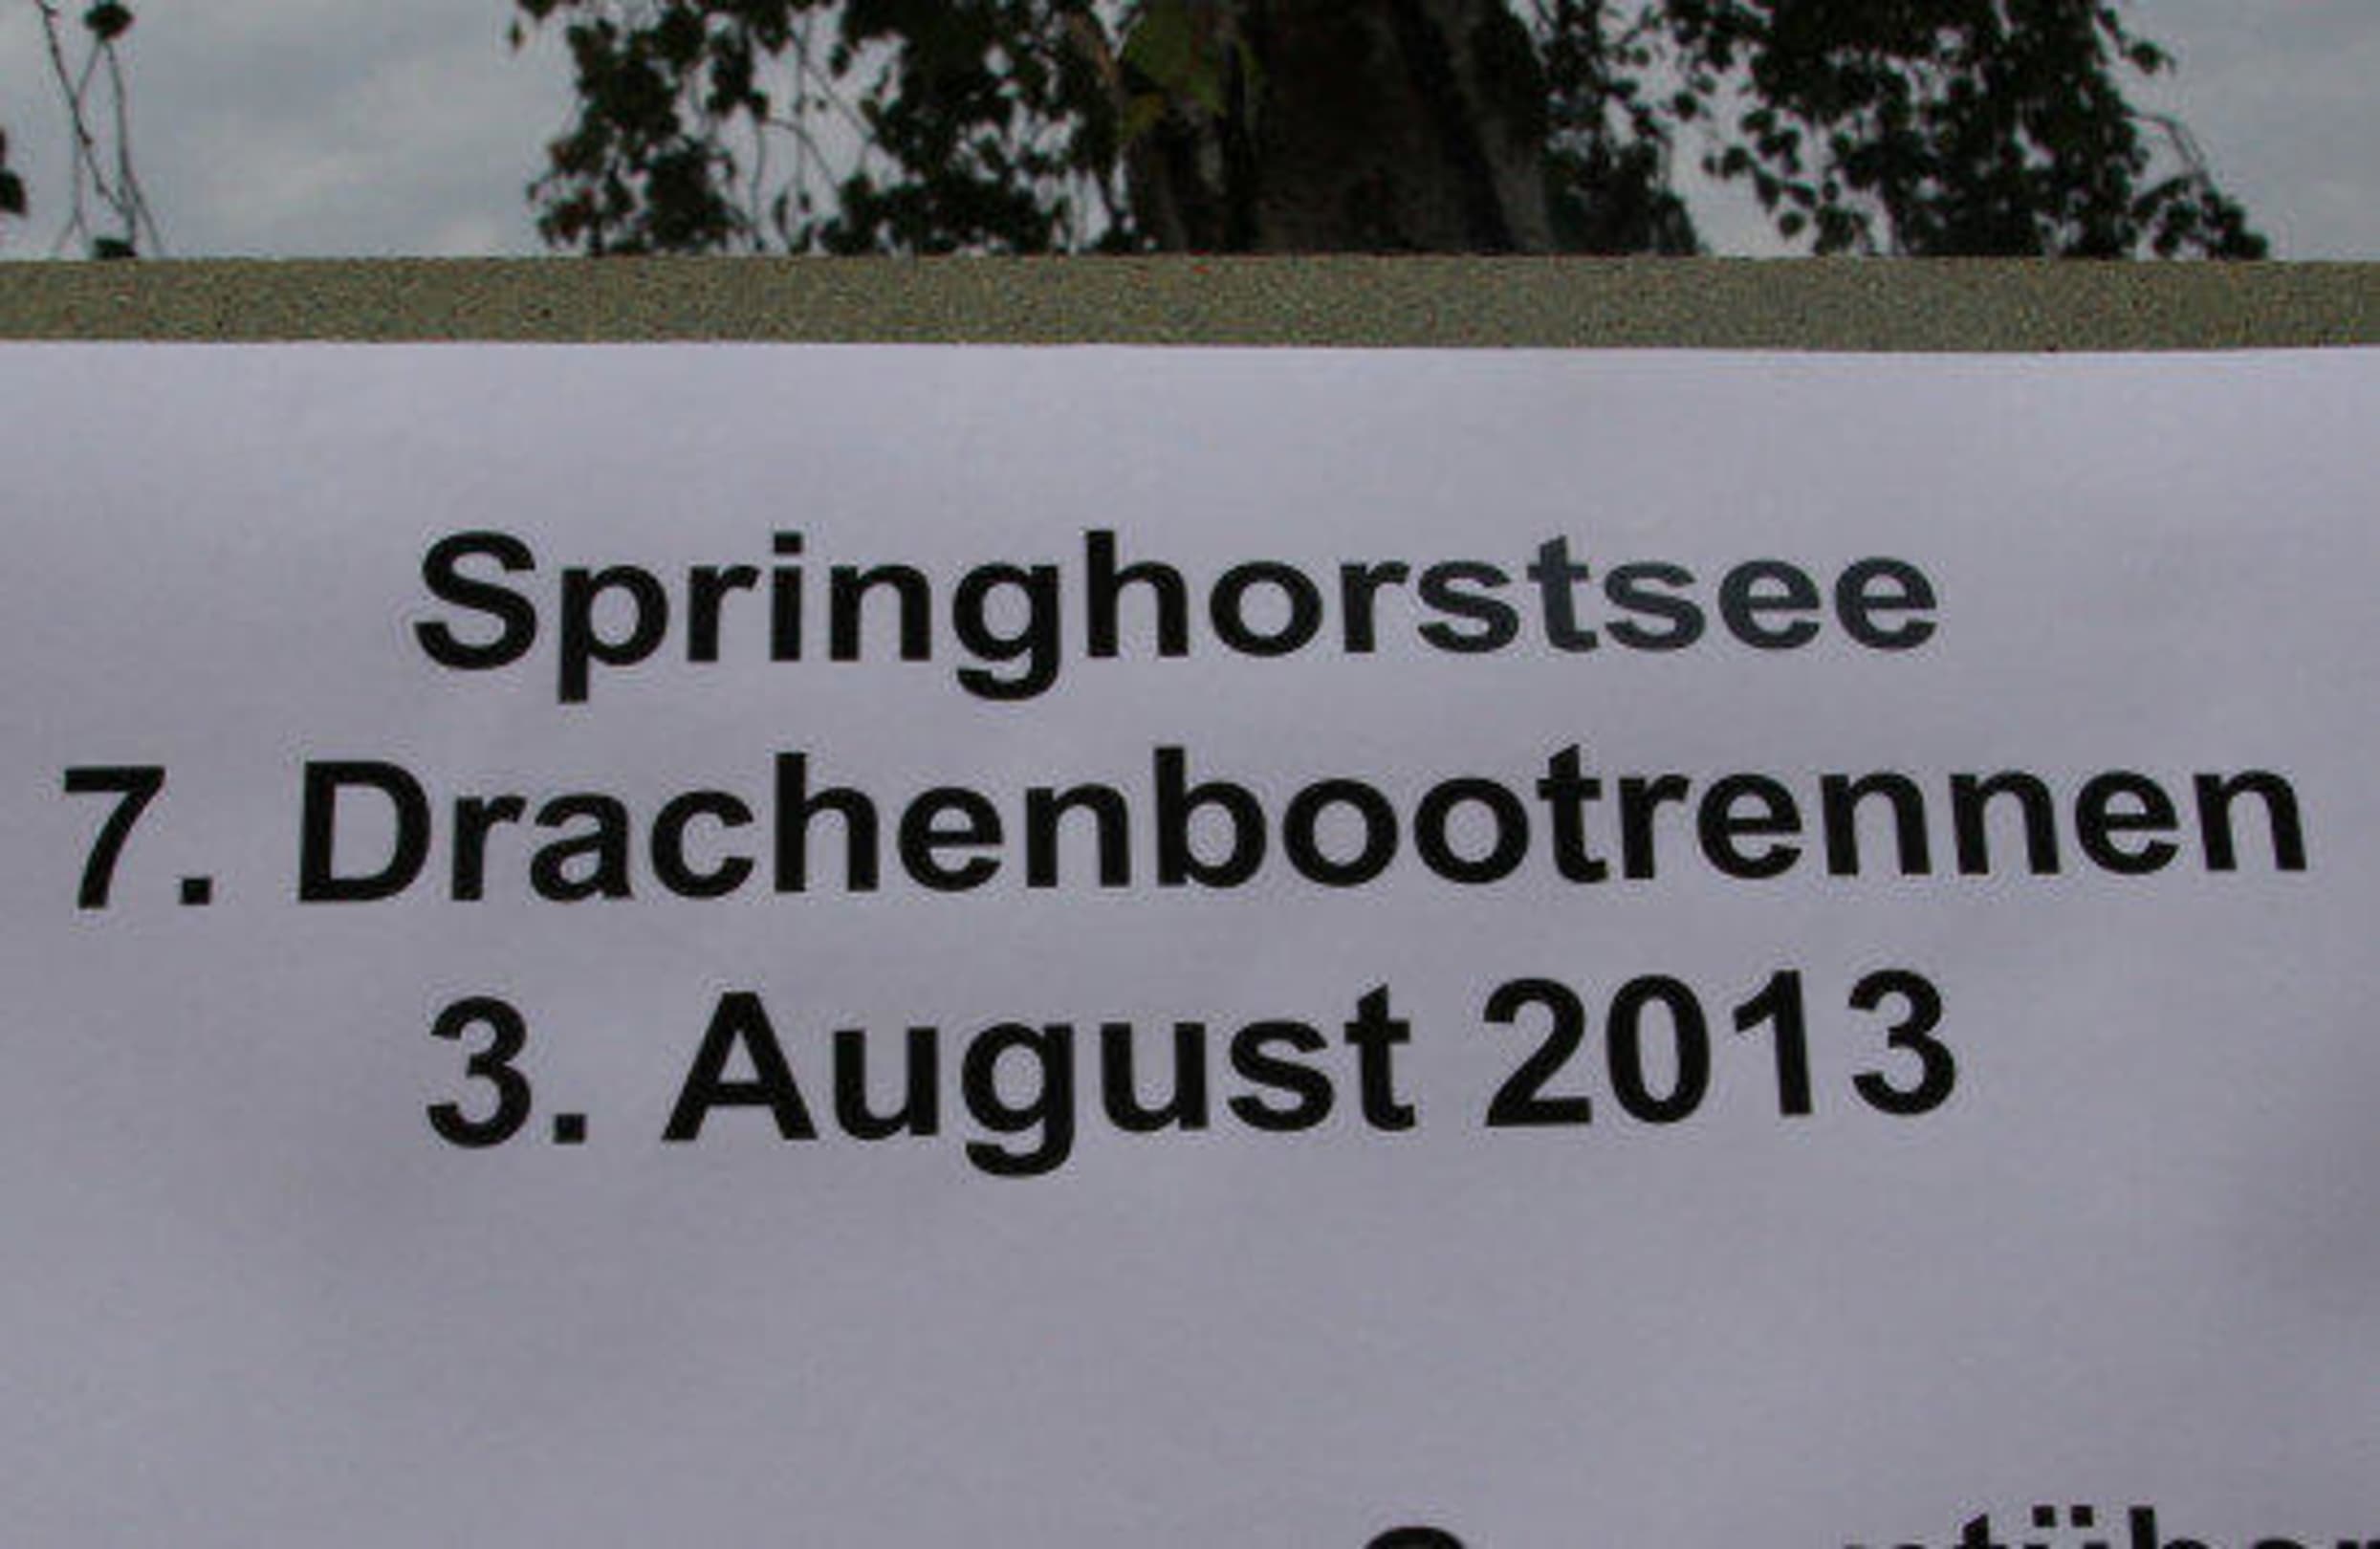 Springhorstsee
7. Drachenbootrennen
3. August 2013